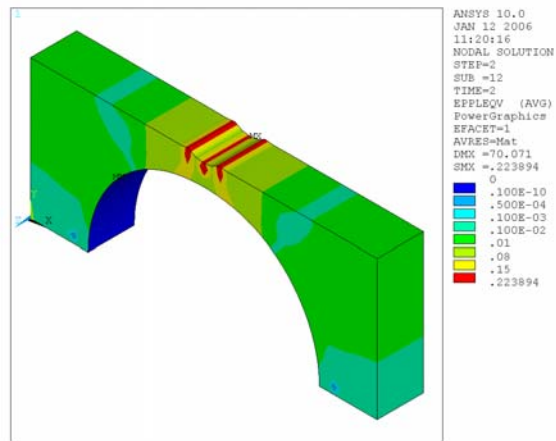 1
ANSYS 10.0
JAN 12 2006
11:20:16
NODAL SOLUTION
STEP=2
SUB =12
TIME=2
EPPLEQV (AVG)
PowerGraphics
EFACET=1
AVRES=Mat
DMX =70.071
SMX =.223894
0
.100E-10
.500E-04
.100E-03
.100E-02
.01
.08
.15
.223894
MX
Y
Z
X